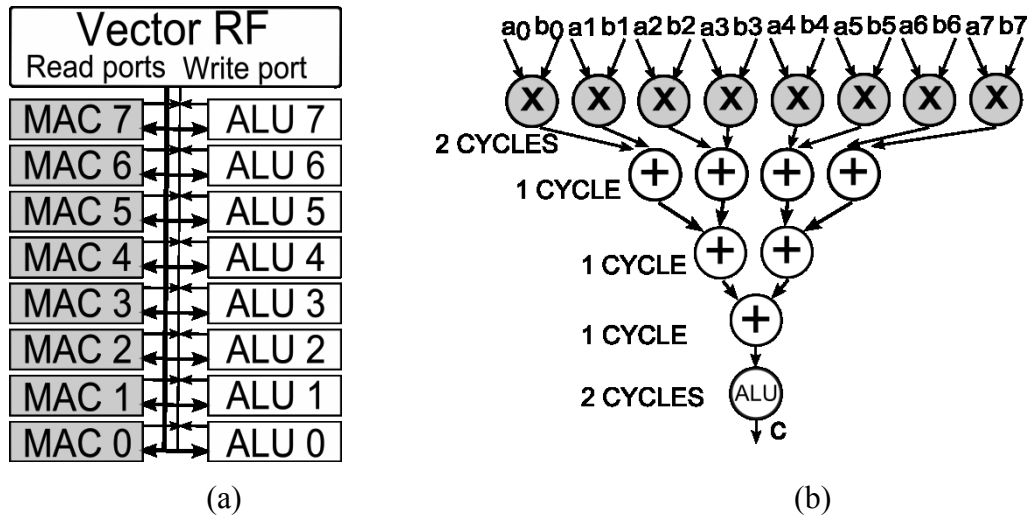 Vector RF
Read ports Write port
MAC 7 ALU 7
MAC 6 ALU 6
MAC 5 ALU 5
MAC 4 ALU 4
MAC 3 ALU 3
MAC 2 ALU 2
MAC 1 ALU 1
MAC 0 ALU 0
(a)
a0 b0 a1 b1 a2 b2 a3 b3 a4 b4 a5 b5 a6 b6 a7 b7
X X X X X X X X
2 CYCLES
+ + + +
1 CYCLE
+ +
1 CYCLE
+
1 CYCLE
ALU
2 CYCLES
c
(b)